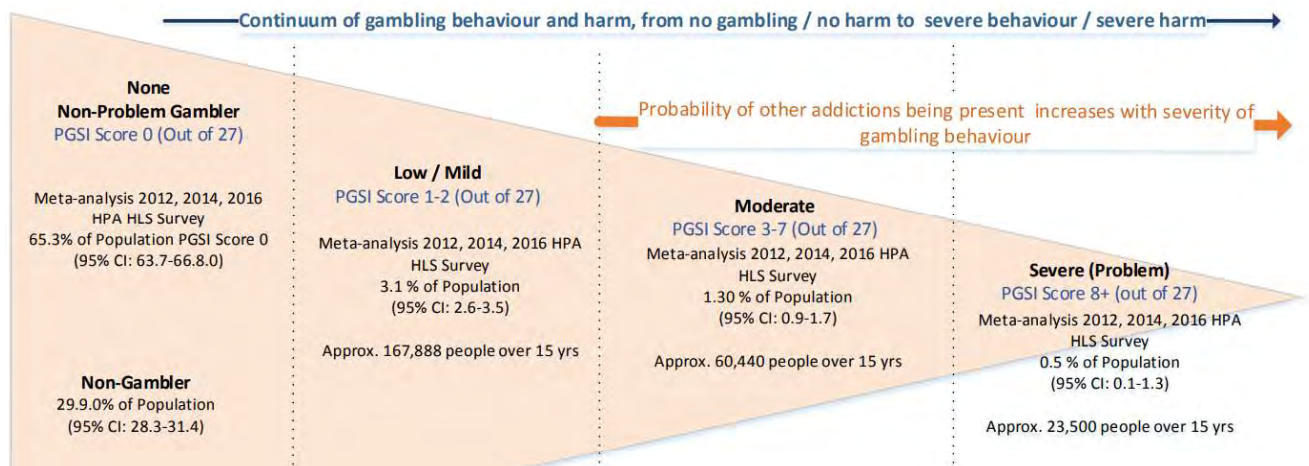 Continuum of gambling behaviour and harm, from no gambling / no harm to  severe behaviour / severe harm
Probability of other addictions being present  increases with severity of
gambling behaviour
None
Non-Problem Gambler
PGSI Score 0 (Out of 27)
Meta-analysis 2012, 2014, 2016
HPA HLS Survey
65.3% of Population PGSI Score 0
(95% CI: 63.7-66.8.0)
Non-Gambler
29.9.0% of Population
(95% CI: 28.3-31.4)
Low / Mild
PGSI Score 1-2 (Out of 27)
Meta-analysis 2012, 2014, 2016 HPA
HLS Survey
3.1 % of Population
(95% CI: 2.6-3.5)
Approx. 167,888 people over 15 yrs
Moderate
PGSI Score 3-7 (Out of 27)
Meta-analysis 2012, 2014, 2016 HPA
HLS Survey
1.30 % of Population
(95% CI: 0.9-1.7)
Approx. 60,440 people over 15 yrs
Severe (Problem)
PGSI Score 8+ (out of 27)
Meta-analysis 2012, 2014, 2016 HPA
HLS Survey
0.5 % of Population
(95% CI: 0.1-1.3)
Approx. 23,500 people over 15 yrs